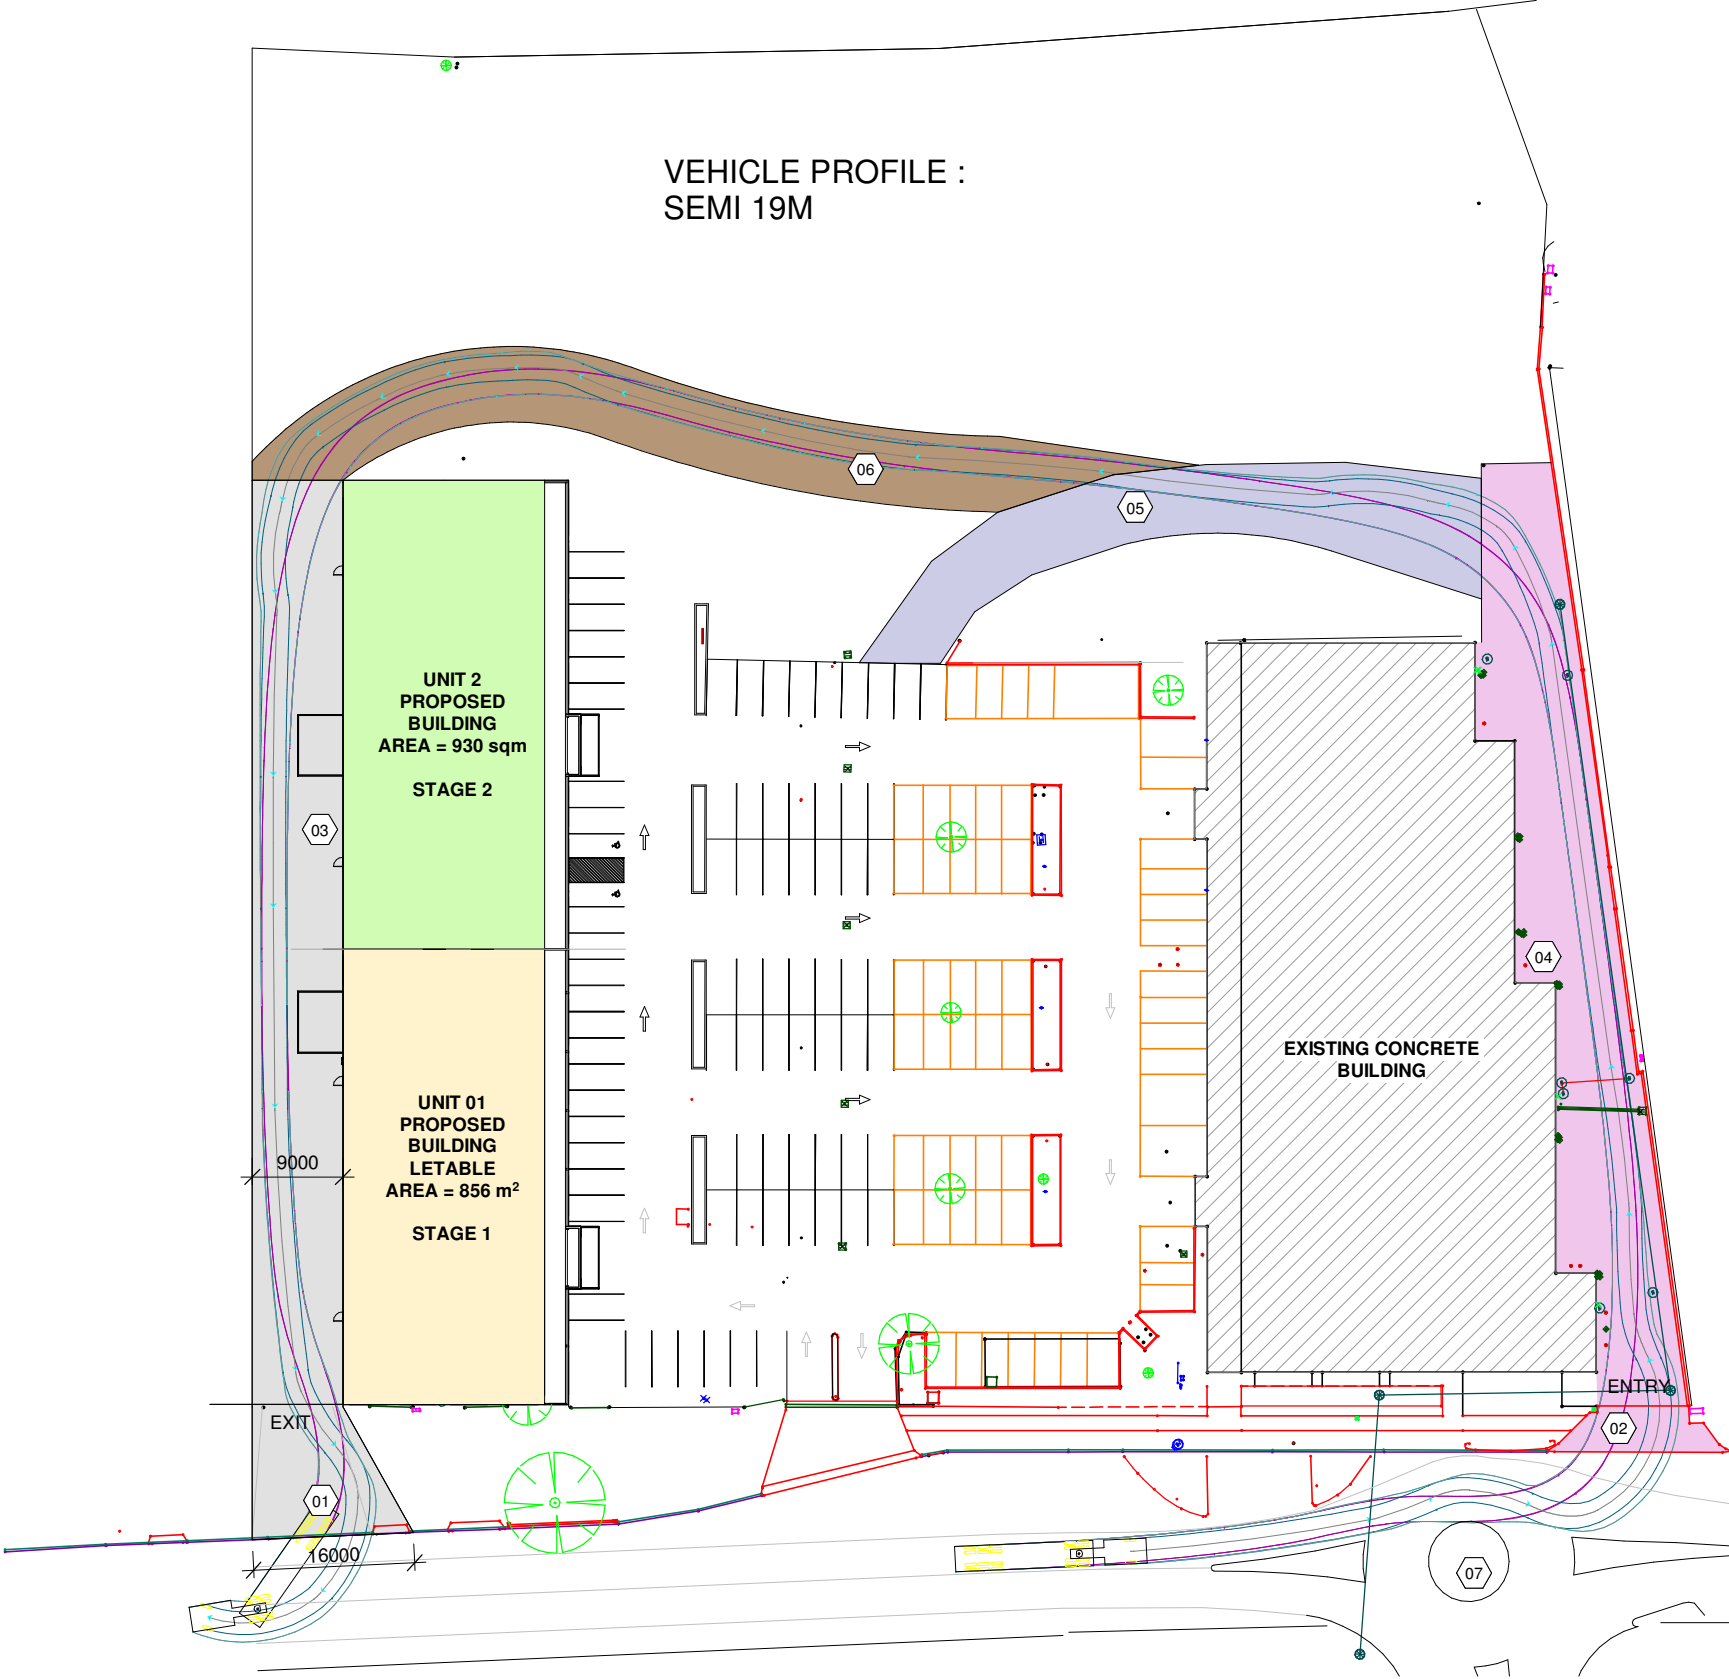 VEHICLE PROFILE :
SEMI 19M
06
05
UNIT 2
PROPOSED
BUILDING
AREA = 930 sqm
STAGE 2
03
04
EXISTING CONCRETE
BUILDING
UNIT 01
PROPOSED
BUILDING
LETABLE
AREA = 856 m²
STAGE 1
9000
ENTRY
EXIT
02
01
16000
07